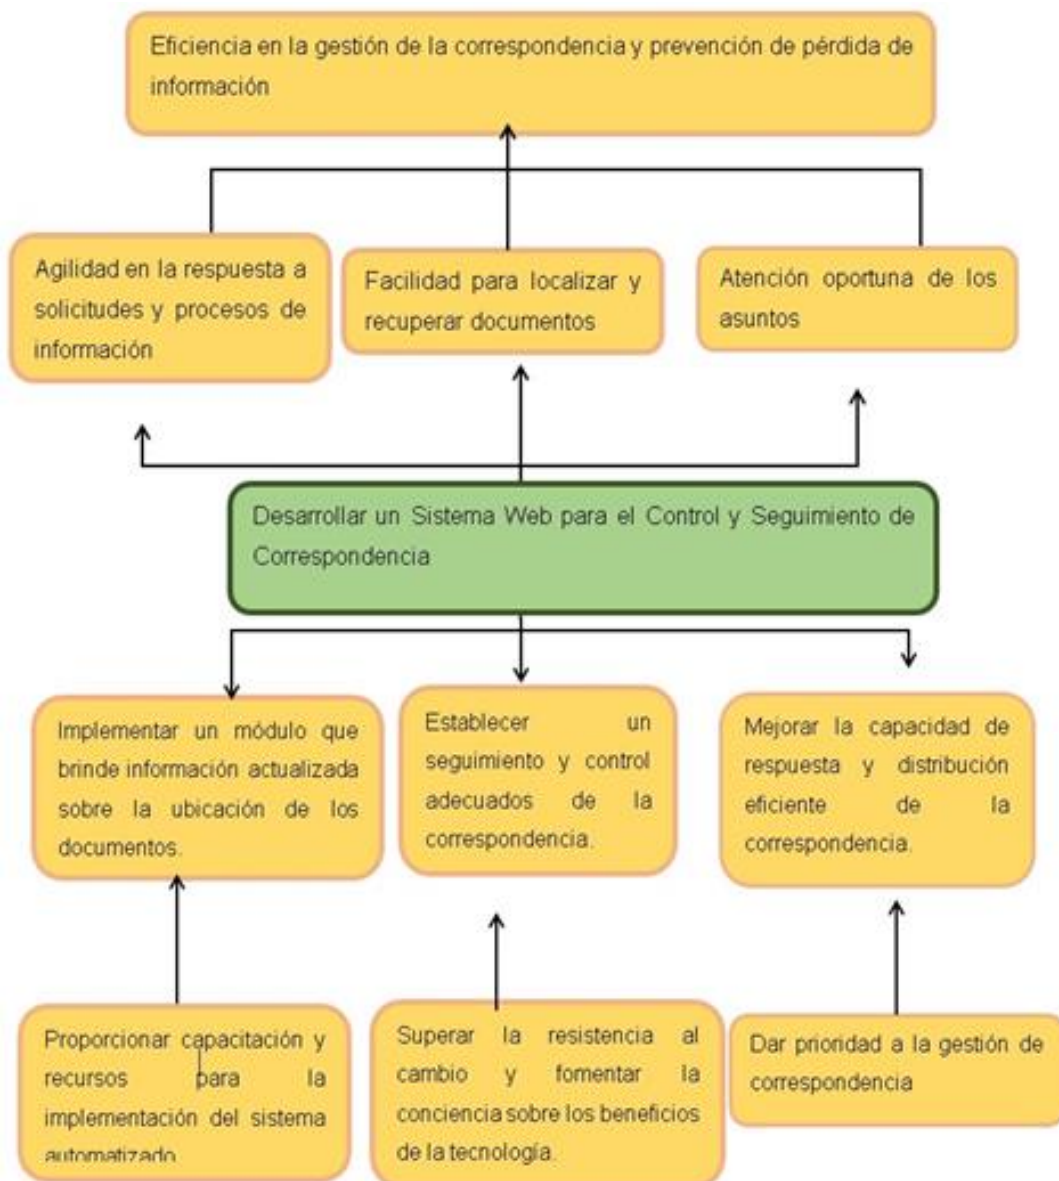 Eficiencia en la gestión de la correspondencia y prevención de pérdida de
información
Agilidad en la respuesta a
solicitudes y procesos de
información
Facilidad para localizar y
recuperar documentos
Atención oportuna de los
asuntos
Desarrollar un Sistema Web para el Control y Seguimiento de
Correspondencia
Implementar un módulo que
brinde información actualizada
sobre la ubicación de los
documentos.
Establecer un
seguimiento y control
adecuados de la
correspondencia.
Mejorar la capacidad de
respuesta y distribución
eficiente de la
correspondencia.
Proporcionar capacitación y
recursos para la
implementación del sistema
automatizado
Superar la resistencia al
cambio y fomentar la
conciencia sobre los beneficios
de la tecnología.
Dar prioridad a la gestión de
correspondencia